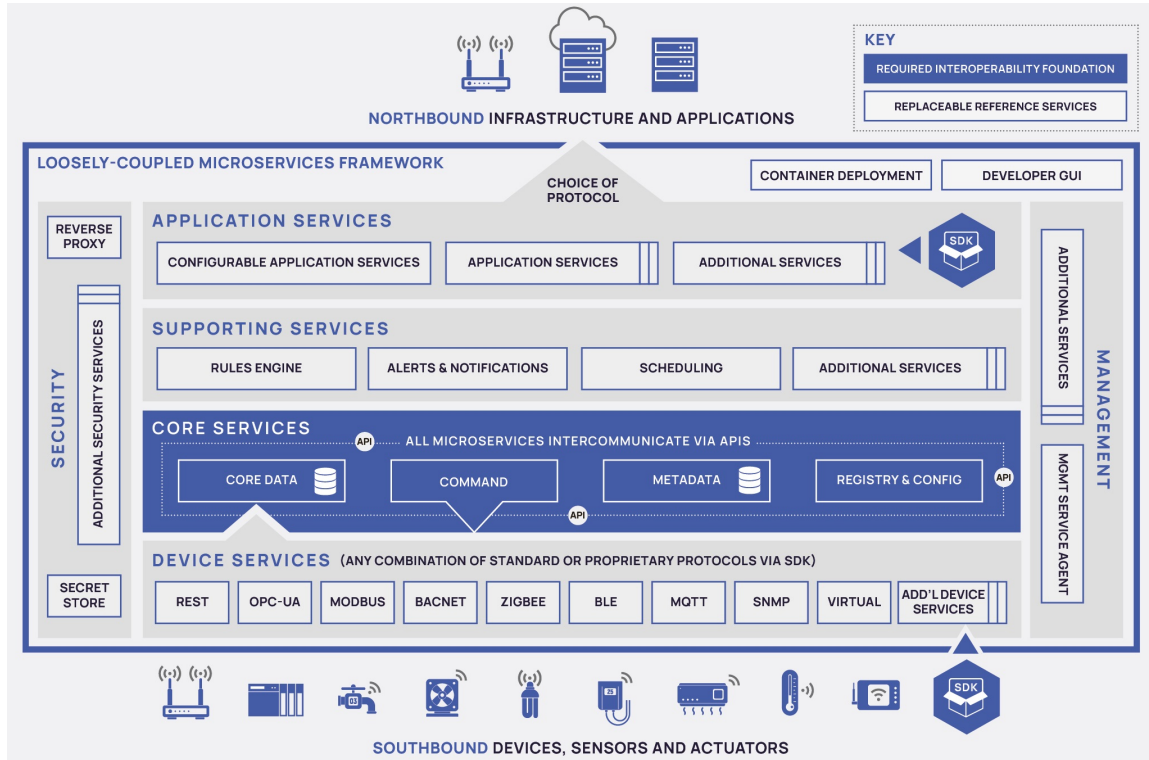 KEY
REQUIRED INTEROPERABILITY FOUNDATION
REPLACEABLE REFERENCE SERVICES
NORTHBOUND INFRASTRUCTURE AND APPLICATIONS
LOOSELY-COUPLED MICROSERVICES FRAMEWORK
CONTAINER DEPLOYMENT
DEVELOPER GUI
CHOICE OF
PROTOCOL
REVERSE
PROXY
SECURITY
ADDITIONAL SECURITY SERVICES
SECRET
STORE
APPLICATION SERVICES
CONFIGURABLE APPLICATION SERVICES
APPLICATION SERVICES
ADDITIONAL SERVICES
SDK
SUPPORTING SERVICES
RULES ENGINE
ALERTS & NOTIFICATIONS
SCHEDULING
ADDITIONAL SERVICES
CORE SERVICES
API
ALL MICROSERVICES INTERCOMMUNICATE VIA APIS
CORE DATA
COMMAND
METADATA
REGISTRY & CONFIG
API
API
DEVICE SERVICES (ANY COMBINATION OF STANDARD OR PROPRIETARY PROTOCOLS VIA SDK)
REST
OPC-UA
MODBUS
BACNET
ZIGBEE
BLE
MQTT
SNMP
VIRTUAL
ADD'L DEVICE
SERVICES
ADDITIONAL SERVICES
MGMT SERVICE AGENT
MANAGEMENT
SDK
SOUTHBOUND DEVICES, SENSORS AND ACTUATORS